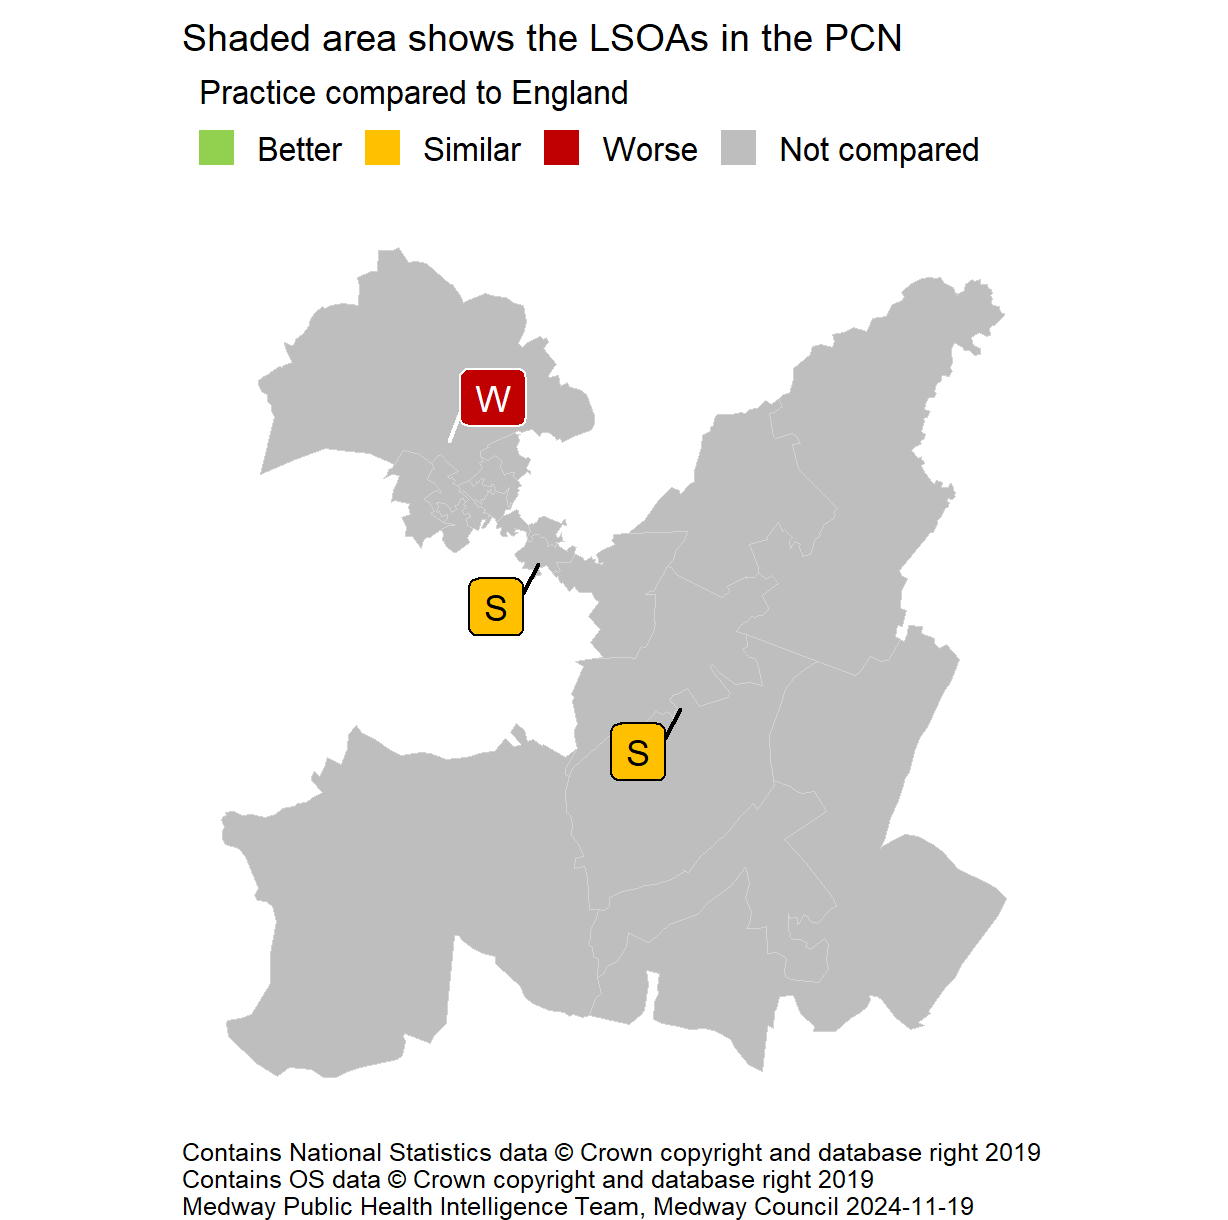 Shaded area shows the LSOAs in the PCN
Practice compared to England
Better Similar Worse Not compared
W
S
S
Contains National Statistics data © Crown copyright and database right 2019
Contains OS data © Crown copyright and database right 2019
Medway Public Health Intelligence Team, Medway Council 2024-11-19